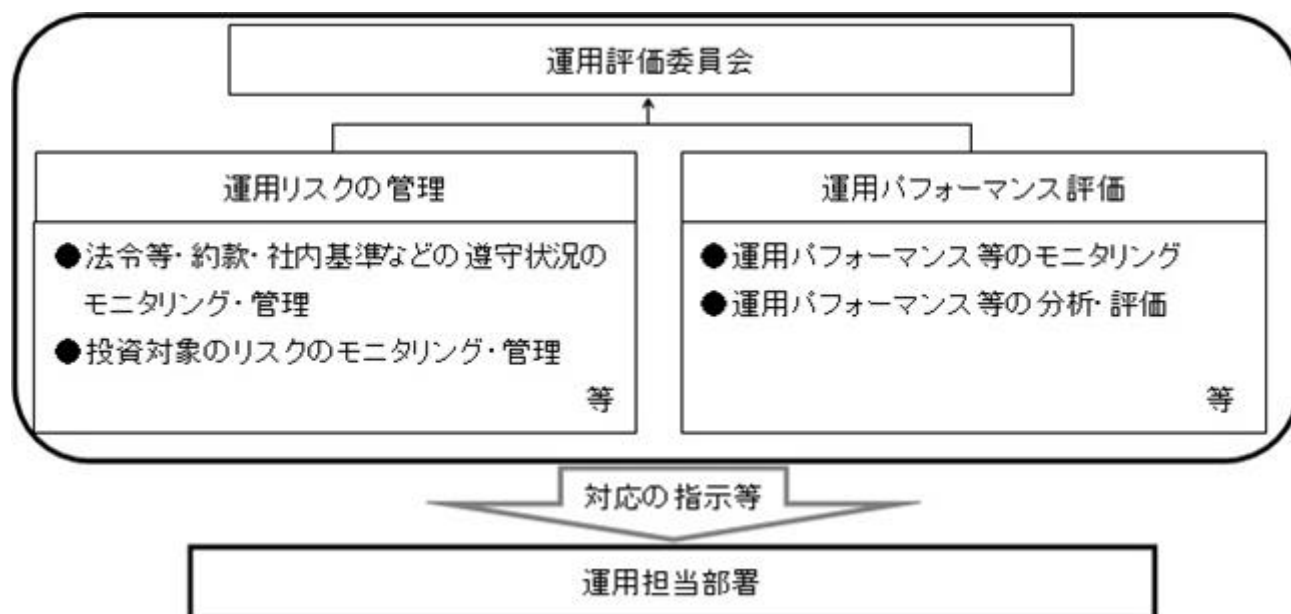 運用評価委員会
運用リスクの管理
●法令等・約款・社内基準などの遵守状況の
モニタリング・管理
●投資対象のリスクのモニタリング・管理
等
運用パフォーマンス評価
●運用パフォーマンス等のモニタリング
●運用パフォーマンス等の分析・評価
等
対応の指示等
運用担当部署